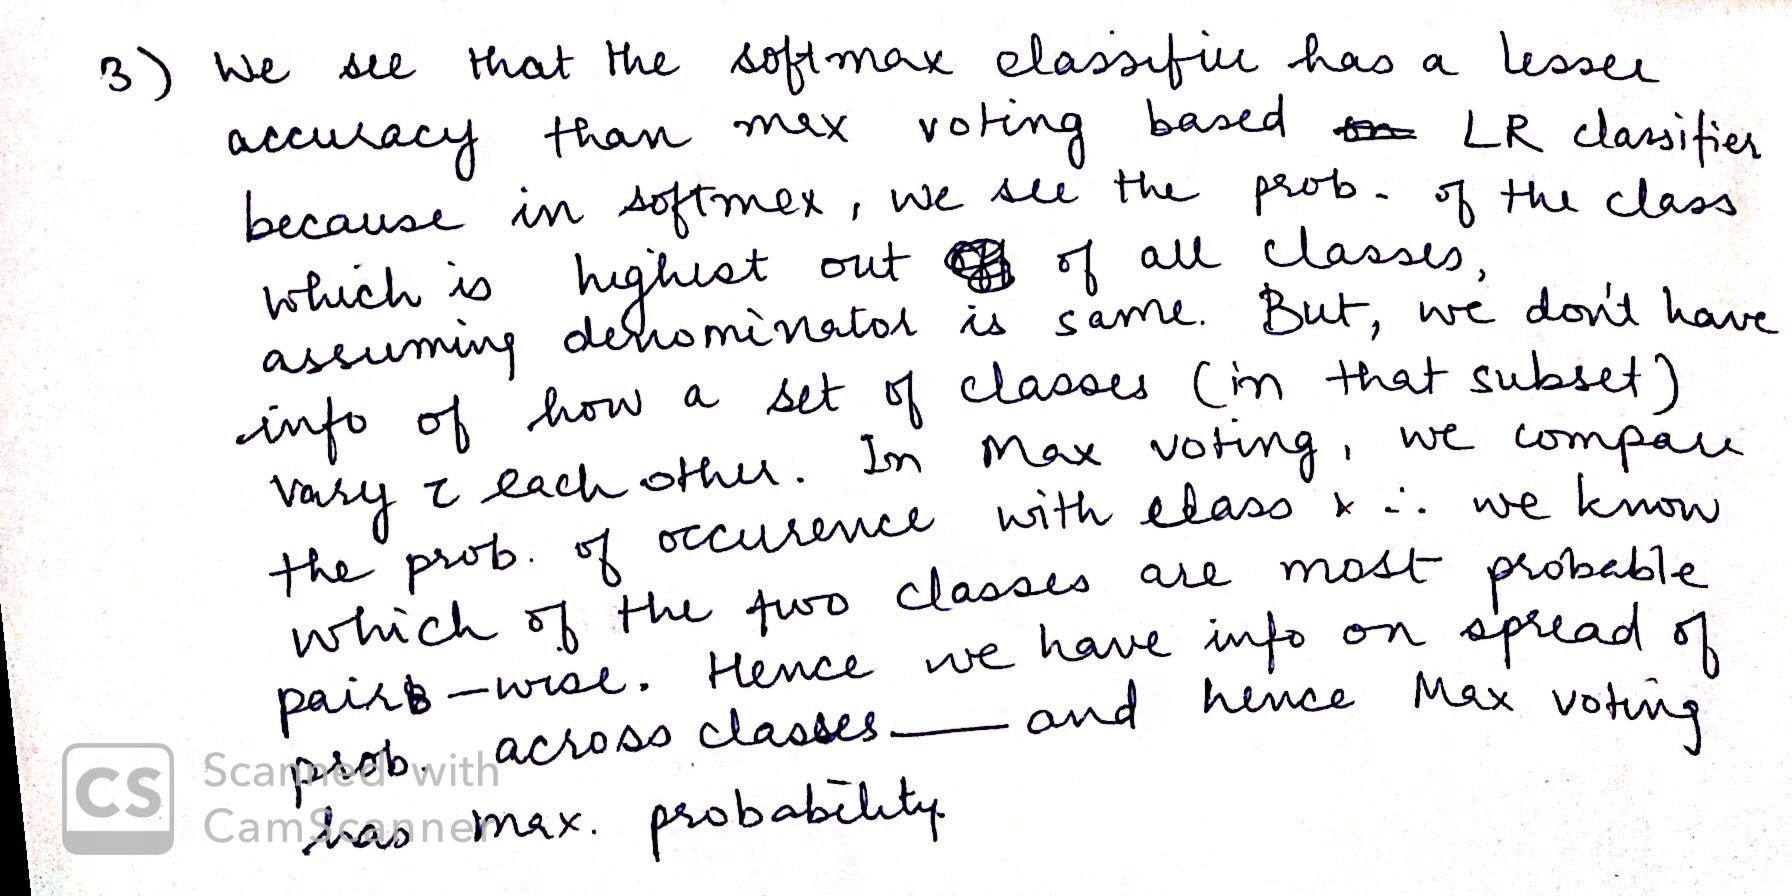 3) We see that the softmax classifier has a lesser
accuracy than max voting based LR classifier
because in softmax, we see the prob. of the class
which is highest out of all classes,
assuming denominator is same. But, we don't have
info of how a set of classes (in that subset)
vary c̄ each other. In Max voting, we compare
the prob. of occurence with class & ∴ we know
which of the two classes are most probable
pair-wise. Hence we have info on spread of
prob. across classes — and hence Max voting
has max. probability
CS Scanned with
CamScanner